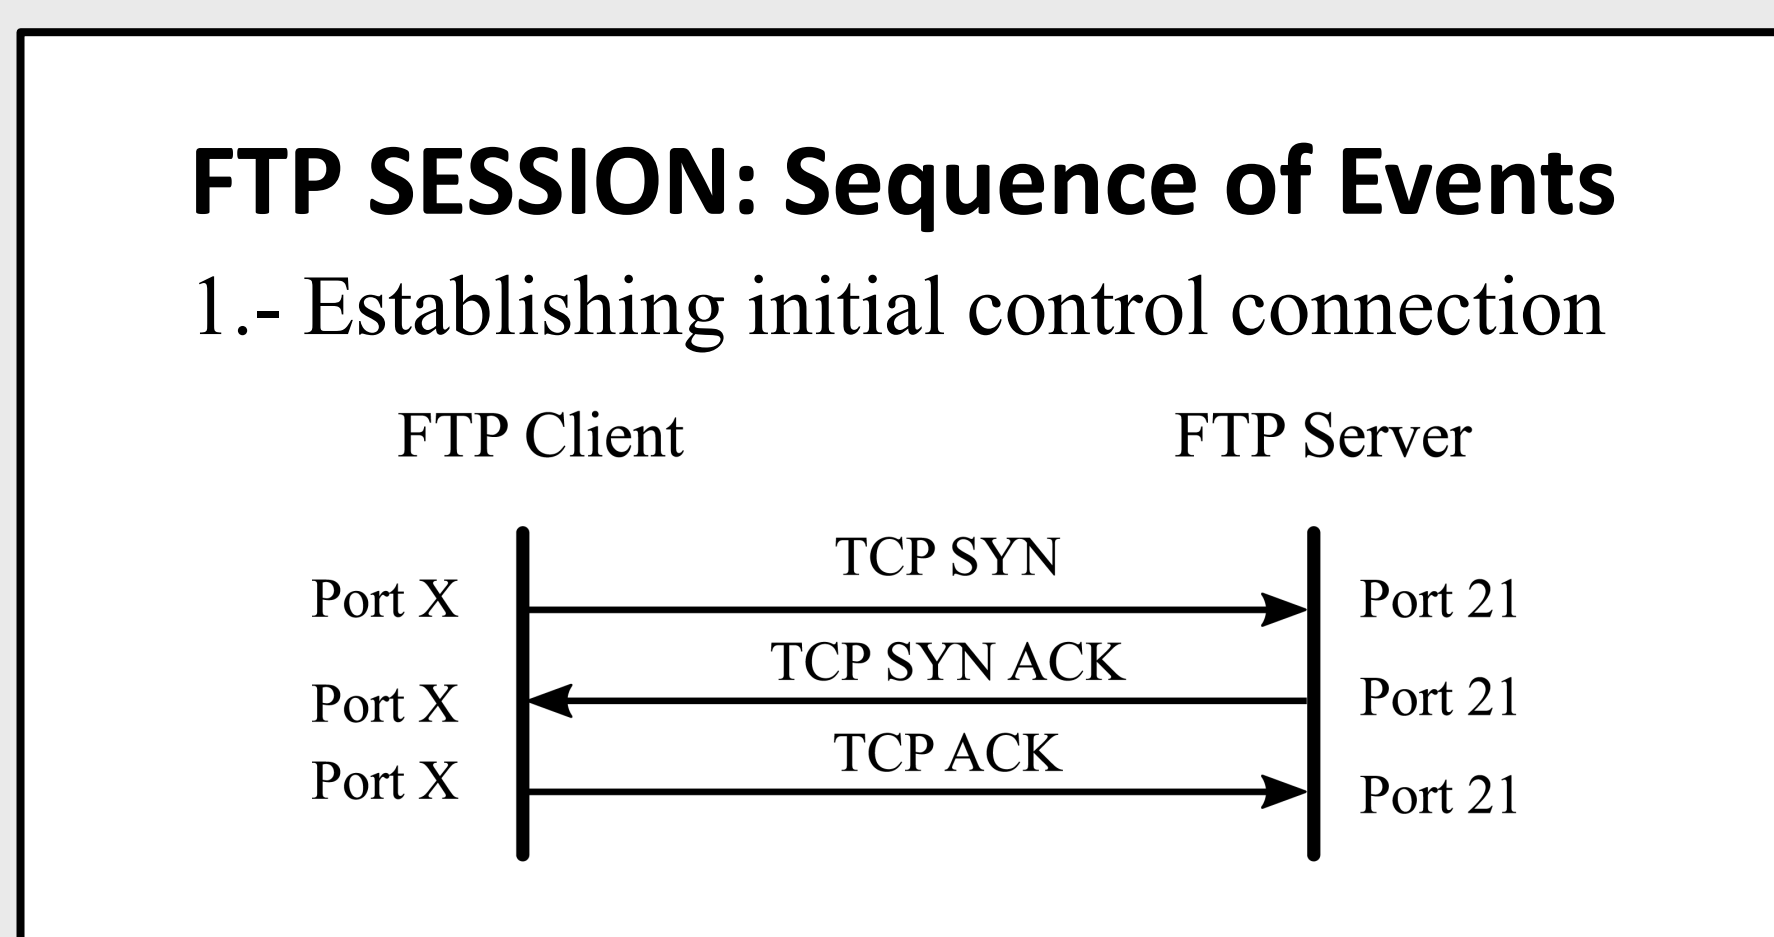 FTP SESSION: Sequence of Events
1.- Establishing initial control connection
FTP Client FTP Server
TCP SYN
Port X Port 21
TCP SYN ACK
Port X Port 21
TCP ACK
Port X Port 21